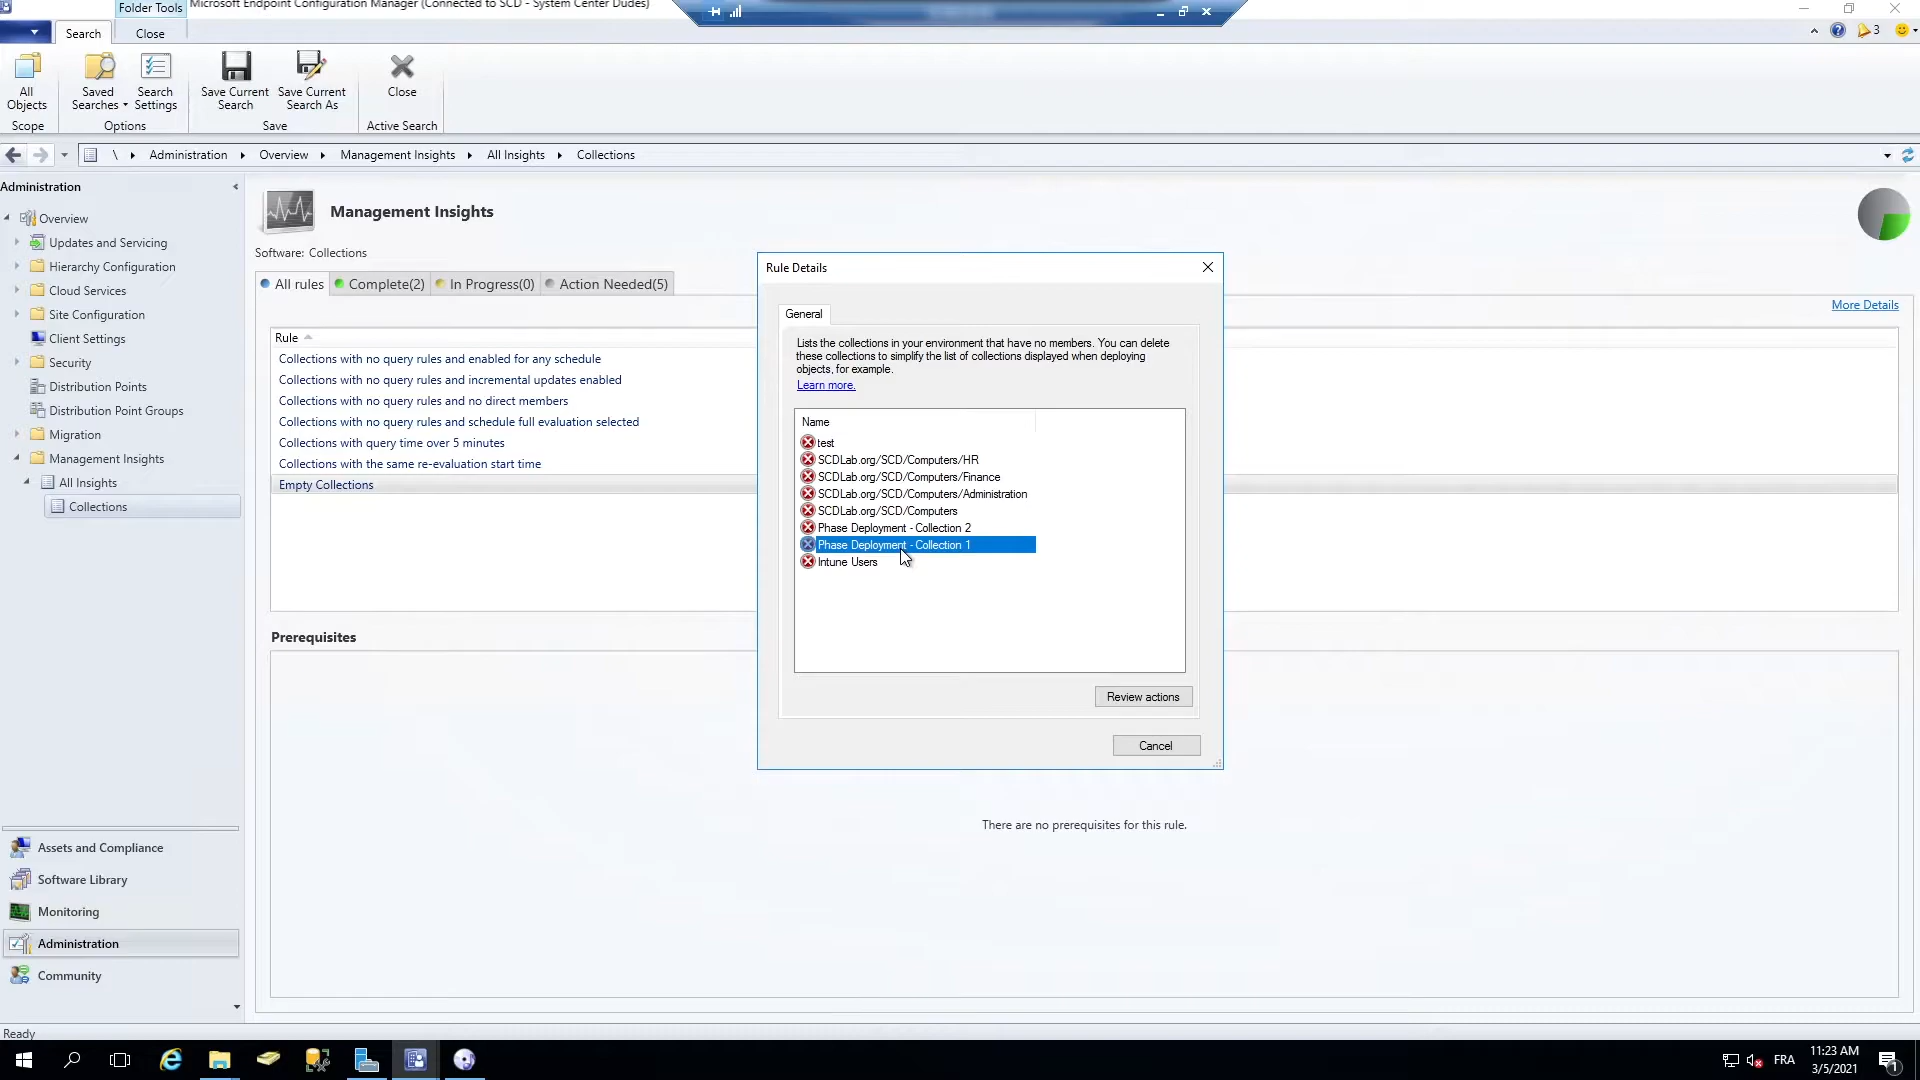 Folder Tools
Microsoft Endpoint Configuration Manager (Connected to SCD - System Center Dudes)
Search
Close
3
All Objects
Saved Searches
Search Settings
Save Current Search
Save Current Search As
Close
Scope
Options
Save
Active Search
\ Administration Overview Management Insights All Insights Collections
Administration
Overview
Updates and Servicing
Hierarchy Configuration
Cloud Services
Site Configuration
Client Settings
Security
Distribution Points
Distribution Point Groups
Migration
Management Insights
All Insights
Collections
Management Insights
Software: Collections
All rules
Complete(2)
In Progress(0)
Action Needed(5)
More Details
Rule
Collections with no query rules and enabled for any schedule
Collections with no query rules and incremental updates enabled
Collections with no query rules and no direct members
Collections with no query rules and schedule full evaluation selected
Collections with query time over 5 minutes
Collections with the same re-evaluation start time
Empty Collections
Prerequisites
There are no prerequisites for this rule.
Rule Details
General
Lists the collections in your environment that have no members. You can delete
these collections to simplify the list of collections displayed when deploying
objects, for example.
Learn more.
Name
test
SCDLab.org/SCD/Computers/HR
SCDLab.org/SCD/Computers/Finance
SCDLab.org/SCD/Computers/Administration
SCDLab.org/SCD/Computers
Phase Deployment - Collection 2
Phase Deployment - Collection 1
Intune Users
Review actions
Cancel
Assets and Compliance
Software Library
Monitoring
Administration
Community
Ready
FRA
11:23 AM
3/5/2021
1